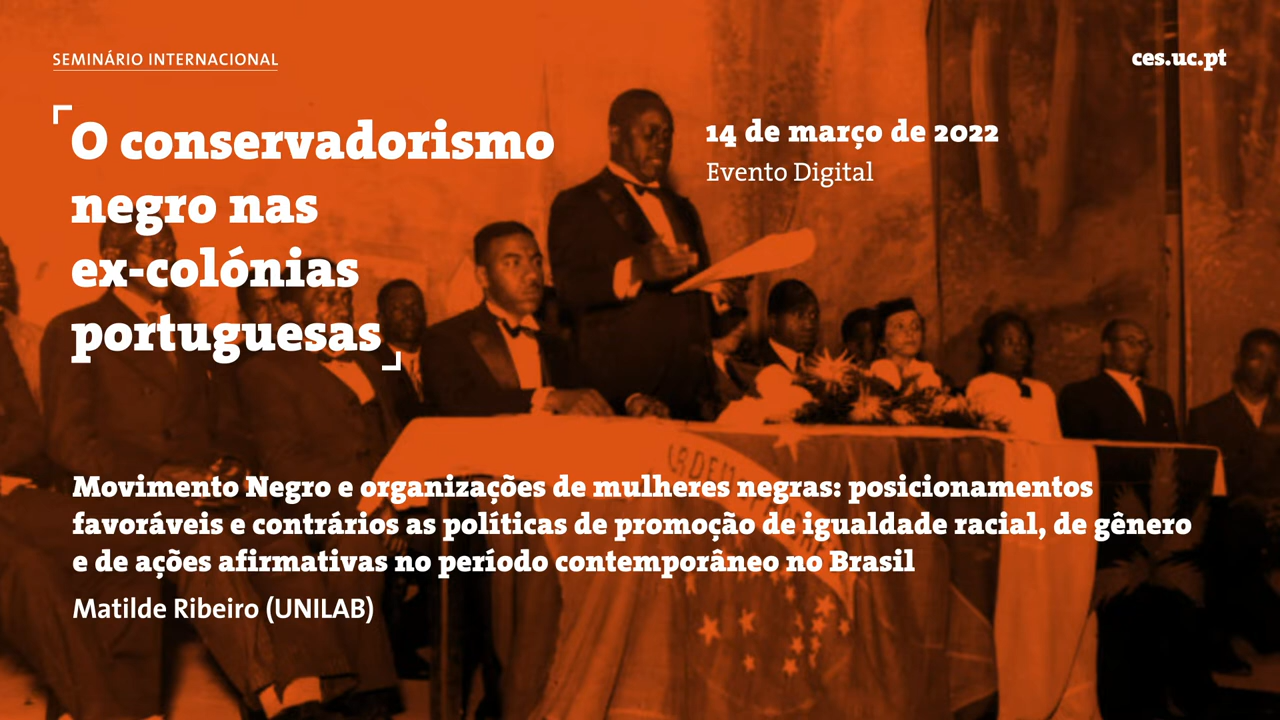 SEMINÁRIO INTERNACIONAL
ces.uc.pt
O conservadorismo
negro nas
ex-colónias
portuguesas
14 de março de 2022
Evento Digital
Movimento Negro e organizações de mulheres negras: posicionamentos
favoráveis e contrários as políticas de promoção de igualdade racial, de gênero
e de ações afirmativas no período contemporâneo no Brasil
Matilde Ribeiro (UNILAB)